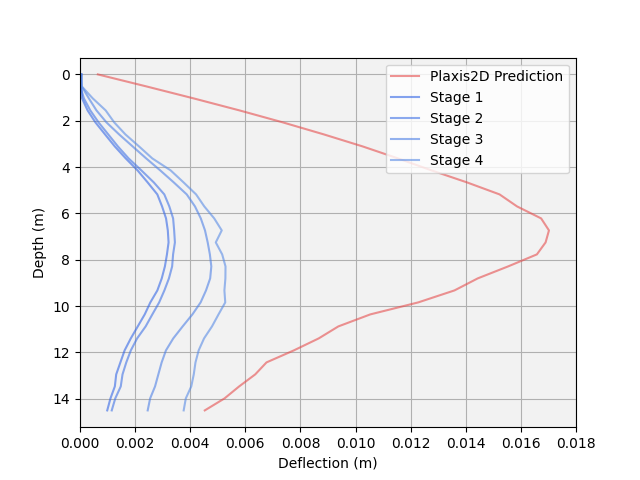 Plaxis2D Prediction
Stage 1
Stage 2
Stage 3
Stage 4
Depth (m)
0
2
4
6
8
10
12
14
0.000 0.002 0.004 0.006 0.008 0.010 0.012 0.014 0.016 0.018
Deflection (m)